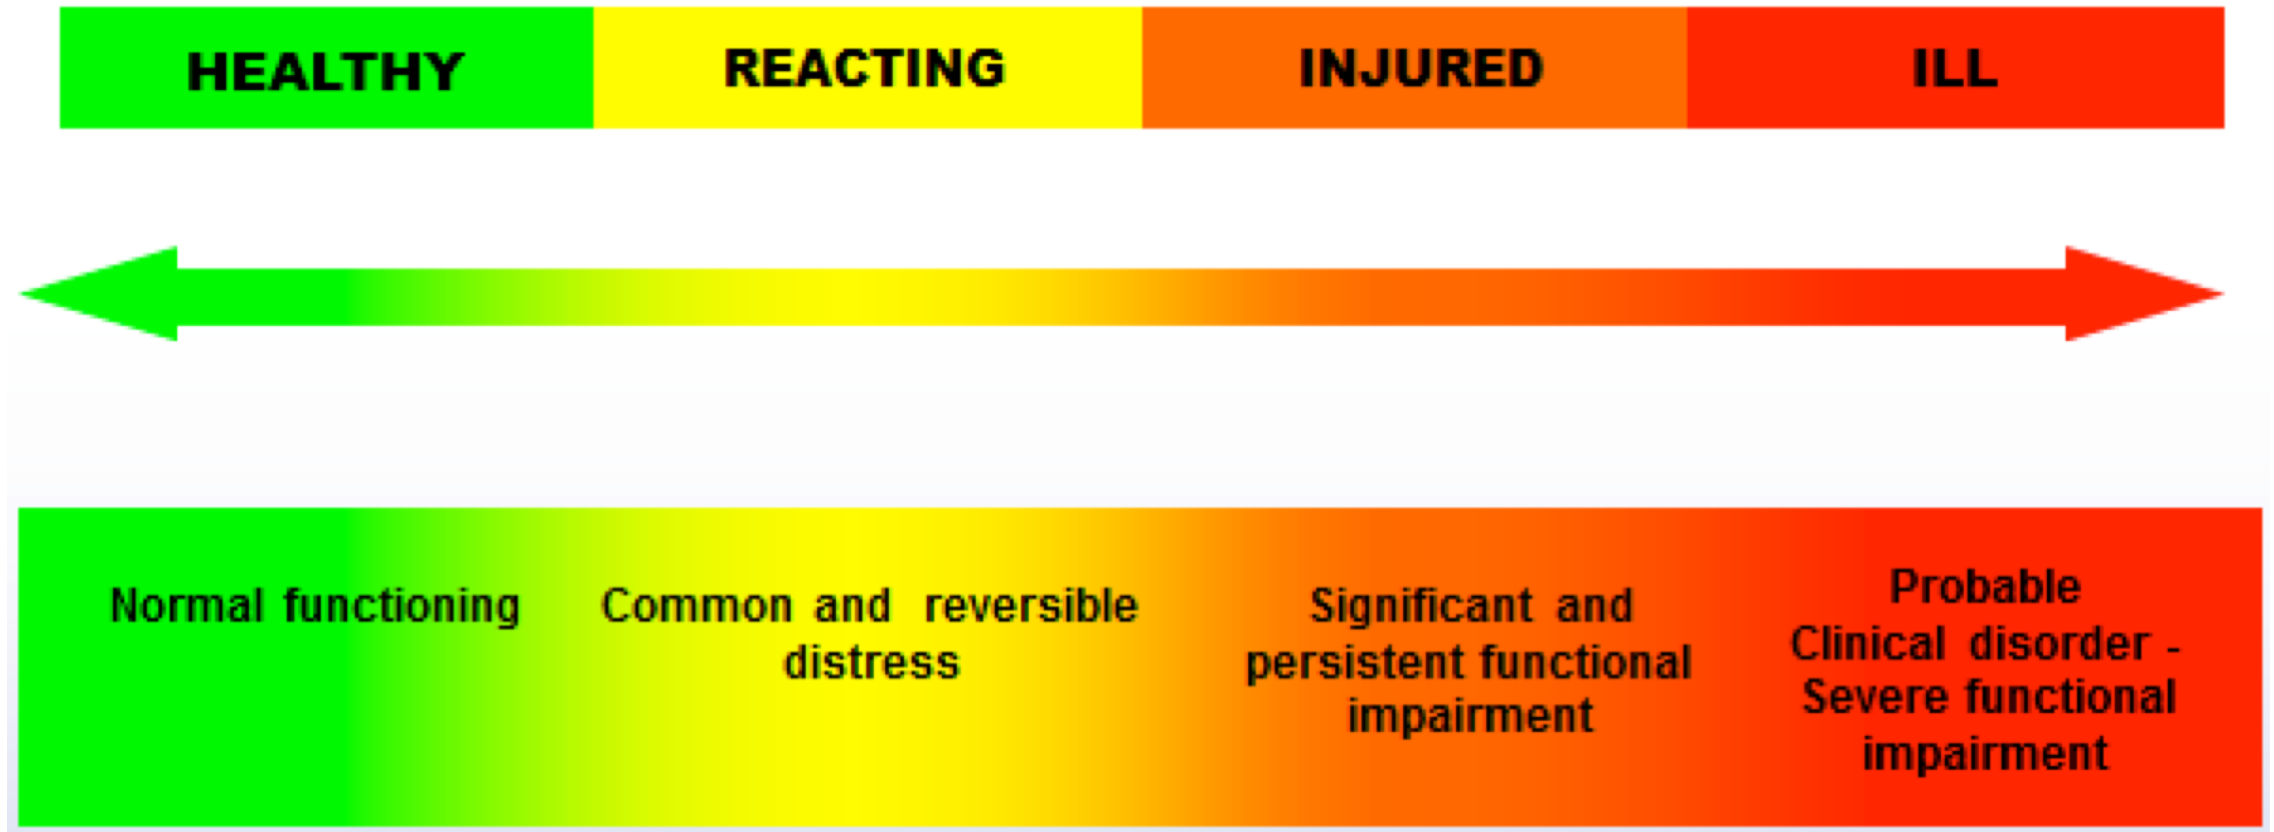 HEALTHY REACTING INJURED ILL
Normal functioning
Common and reversible
distress
Significant and
persistent functional
impairment
Probable
Clinical disorder -
Severe functional
impairment